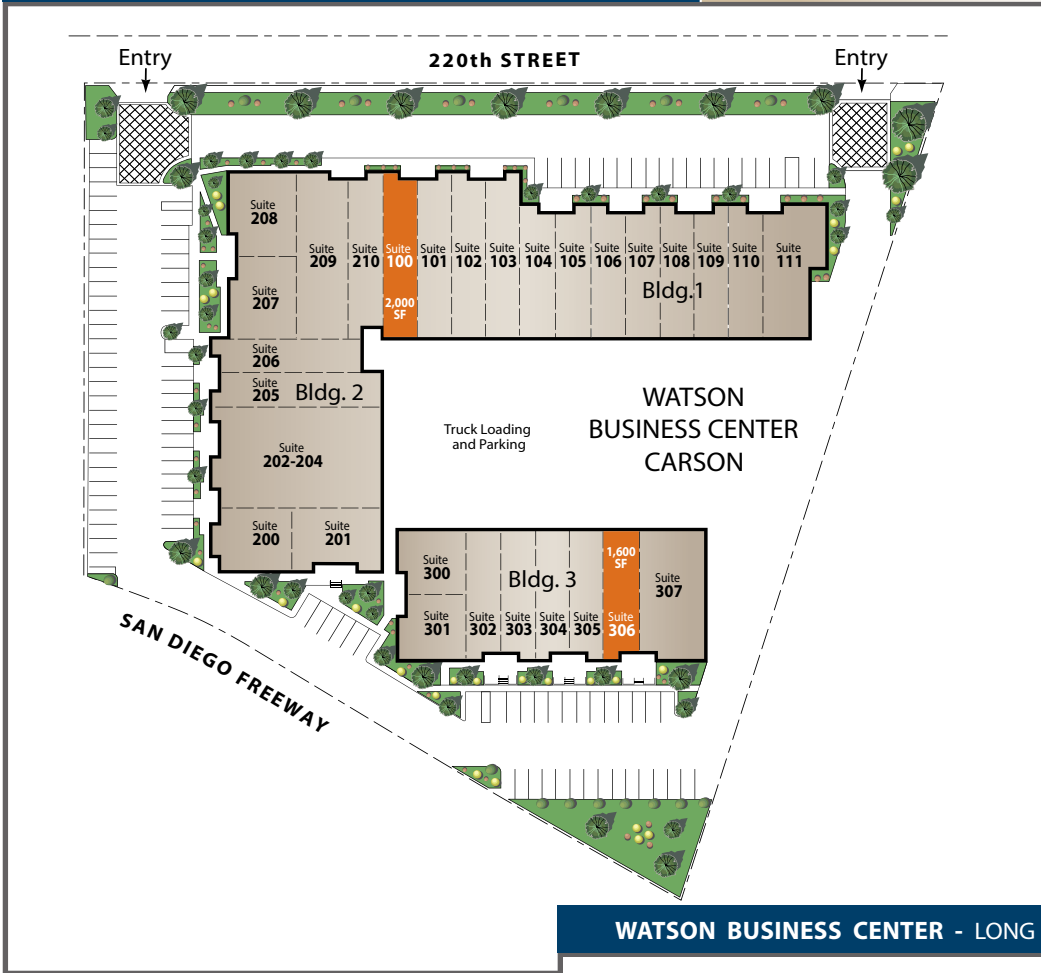 Entry
220th STREET
Entry
Suite
208
Suite
209
Suite
210
Suite
100
Suite
101
Suite
102
Suite
103
Suite
104
Suite
105
Suite
106
Suite
107
Suite
108
Suite
109
Suite
110
Suite
111
Suite
207
2,000
SF
Bldg.1
Suite
206
Suite
205
Bldg. 2
Suite
202-204
Truck Loading
and Parking
WATSON
BUSINESS CENTER
CARSON
Suite
200
Suite
201
Suite
300
Bldg. 3
1,600
SF
Suite
307
Suite
301
Suite
302
Suite
303
Suite
304
Suite
305
Suite
306
SAN DIEGO FREEWAY
WATSON BUSINESS CENTER - LONG